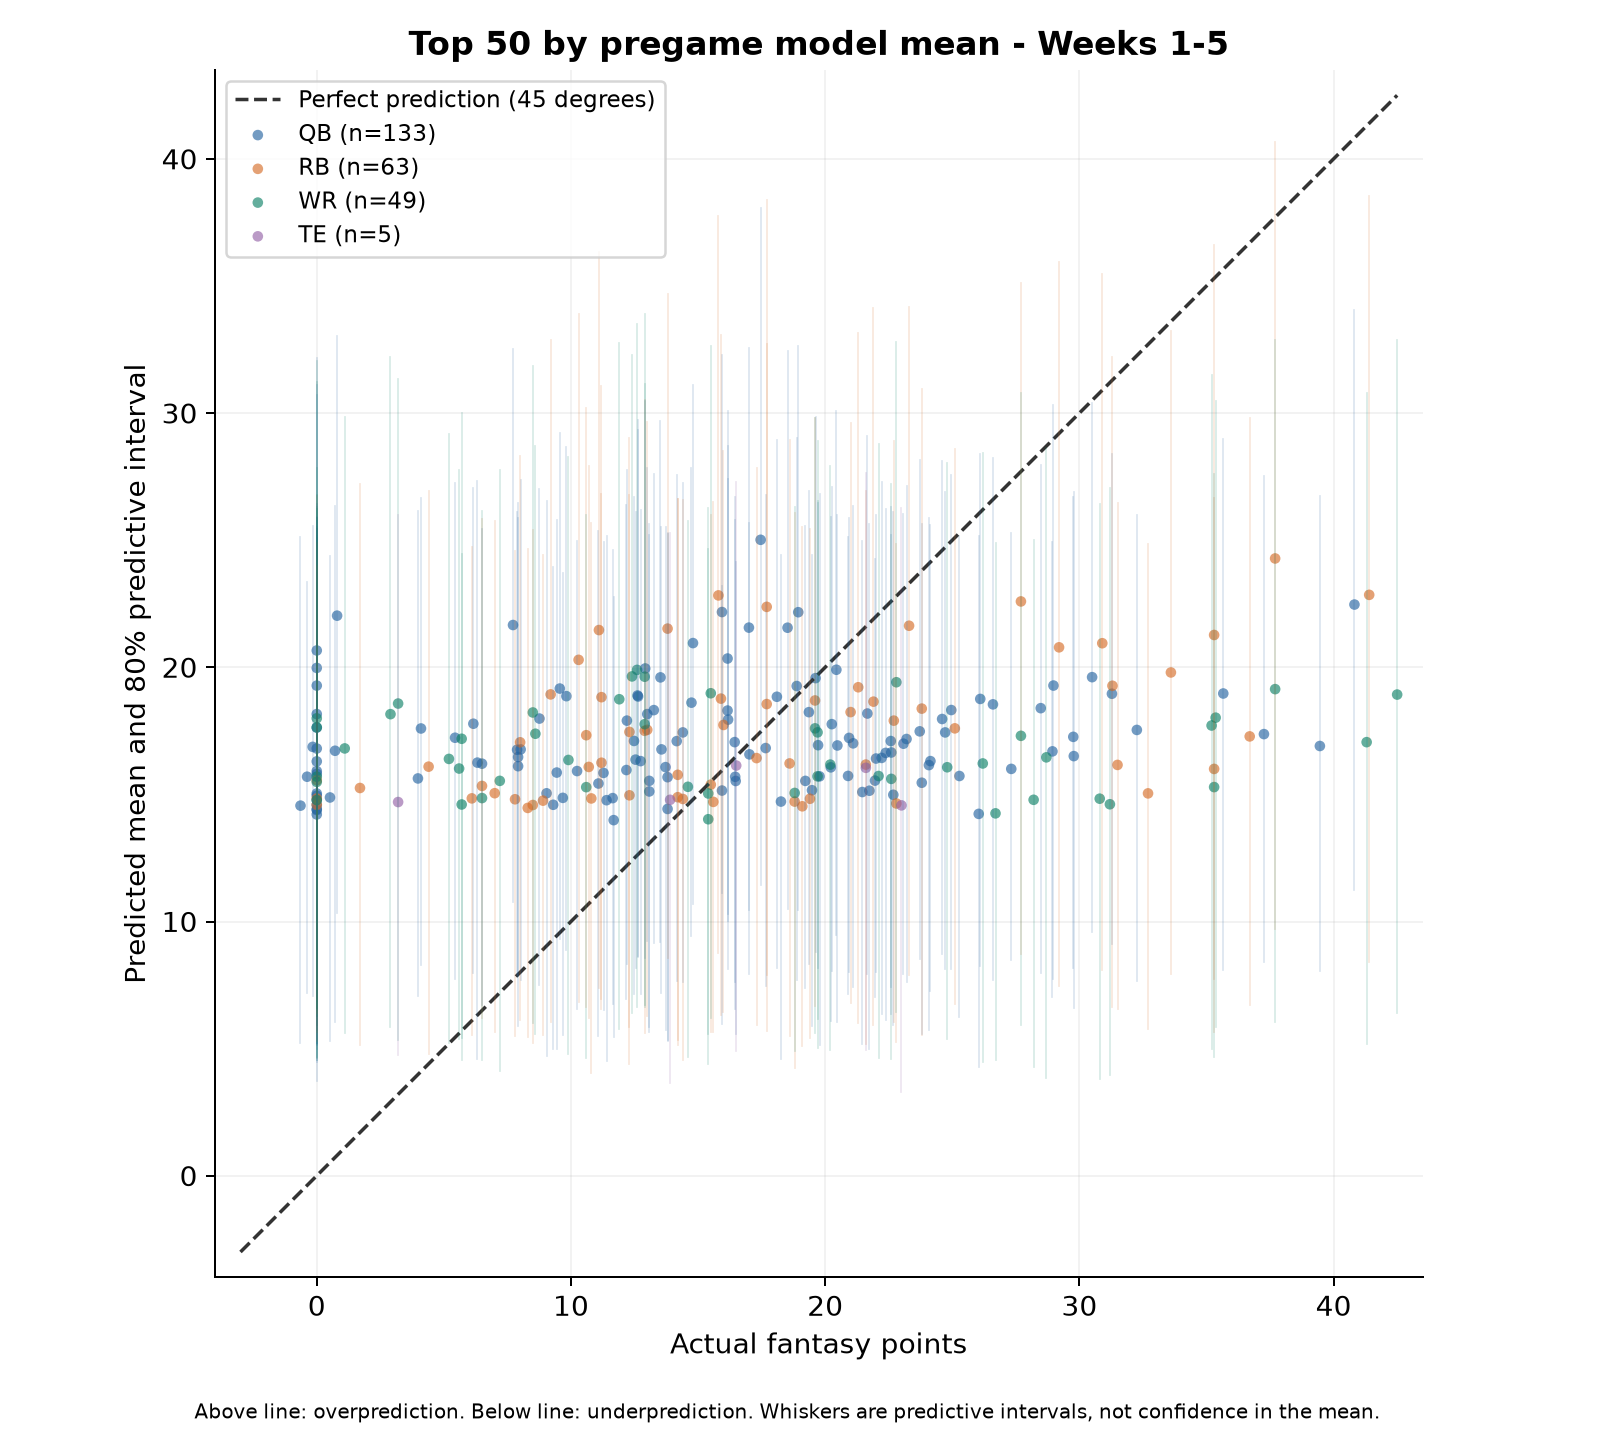 Top 50 by pregame model mean - Weeks 1-5
Perfect prediction (45 degrees)
QB (n=133)
RB (n=63)
WR (n=49)
TE (n=5)
Predicted mean and 80% predictive interval
40
30
20
10
0
0 10 20 30 40
Actual fantasy points
Above line: overprediction. Below line: underprediction. Whiskers are predictive intervals, not confidence in the mean.